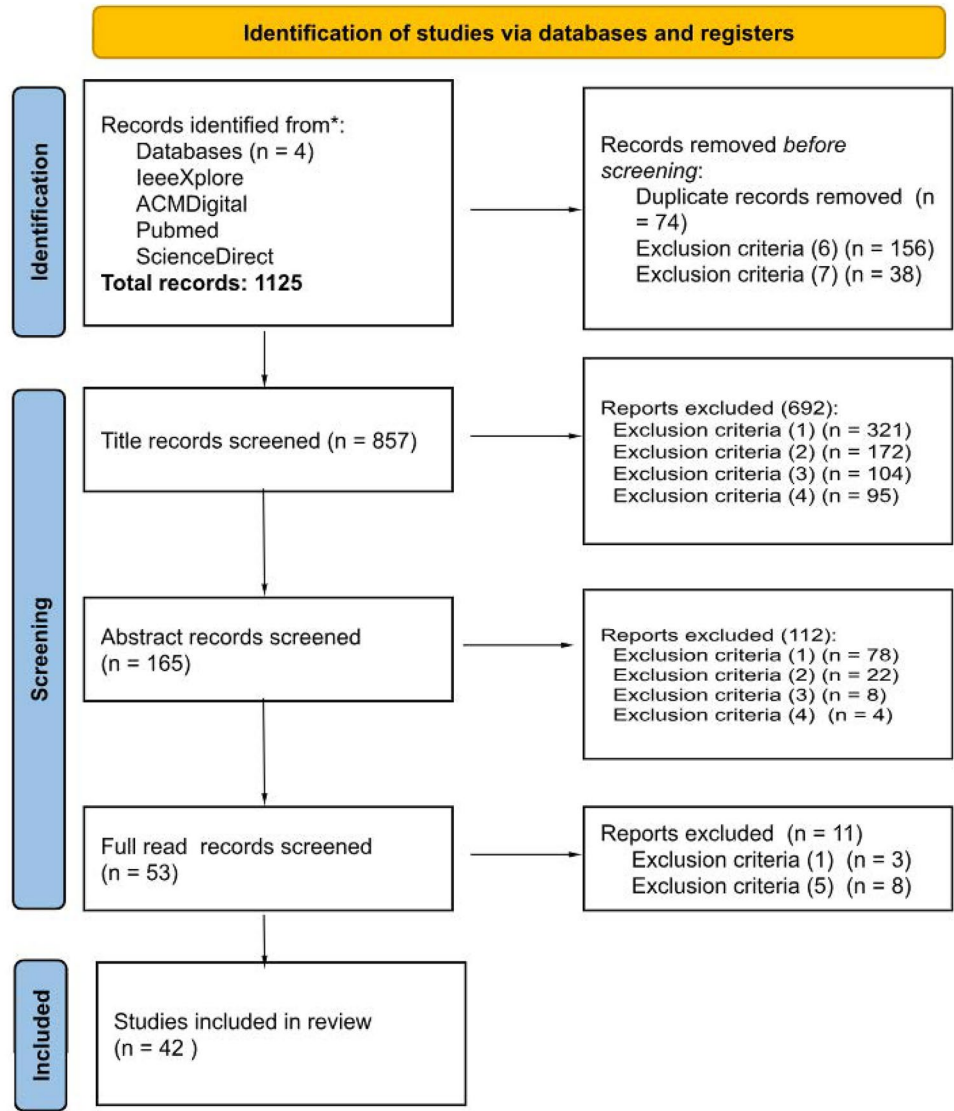 Identification of studies via databases and registers
Identification
Records identified from*:
Databases (n = 4)
IeeeXplore
ACMDigital
Pubmed
ScienceDirect
Total records: 1125
Records removed before
screening:
Duplicate records removed (n
= 74)
Exclusion criteria (6) (n = 156)
Exclusion criteria (7) (n = 38)
Screening
Title records screened (n = 857)
Reports excluded (692):
Exclusion criteria (1) (n = 321)
Exclusion criteria (2) (n = 172)
Exclusion criteria (3) (n = 104)
Exclusion criteria (4) (n = 95)
Abstract records screened
(n = 165)
Reports excluded (112):
Exclusion criteria (1) (n = 78)
Exclusion criteria (2) (n = 22)
Exclusion criteria (3) (n = 8)
Exclusion criteria (4) (n = 4)
Full read records screened
(n = 53)
Reports excluded (n = 11)
Exclusion criteria (1) (n = 3)
Exclusion criteria (5) (n = 8)
Included
Studies included in review
(n = 42 )